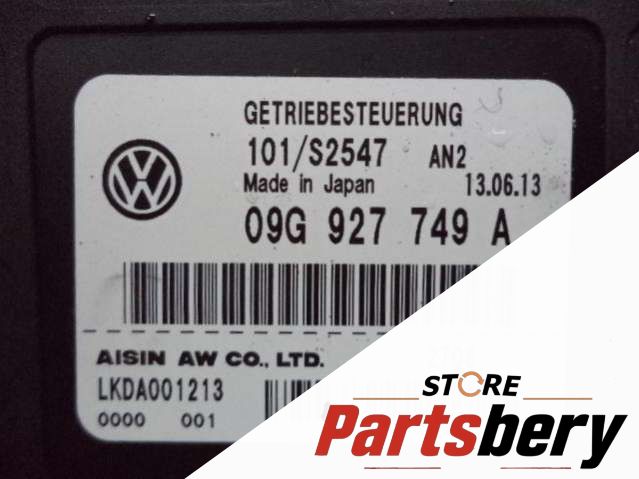 GETRIEBESTEUERUNG
101/S2547 AN2
Made in Japan 13.06.13
09G 927 749 A
AISIN AW CO., LTD.
LKDA001213
0000 001
STORE
Partsbery